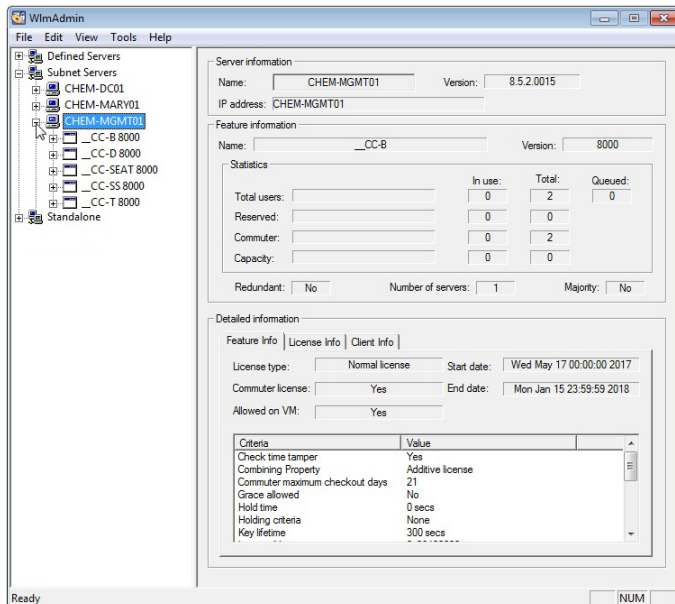 WlmAdmin
File Edit View Tools Help
Defined Servers
Subnet Servers
CHEM-DC01
CHEM-MARY01
CHEM-MGMT01
__CC-B 8000
__CC-D 8000
__CC-SEAT 8000
__CC-SS 8000
__CC-T 8000
Standalone
Server information
Name: CHEM-MGMT01 Version: 8.5.2.0015
IP address: CHEM-MGMT01
Feature information
Name: __CC-B Version: 8000
Statistics
In use: Total: Queued:
Total users: 0 2 0
Reserved: 0 0
Commuter: 0 2
Capacity: 0 0
Redundant: No Number of servers: 1 Majority: No
Detailed information
Feature Info License Info Client Info
License type: Normal license Start date: Wed May 17 00:00:00 2017
Commuter license: Yes End date: Mon Jan 15 23:59:59 2018
Allowed on VM: Yes
Criteria Value
Check time tamper Yes
Combining Property Additive license
Commuter maximum checkout days 21
Grace allowed No
Hold time 0 secs
Holding criteria None
Key lifetime 300 secs
Ready NUM